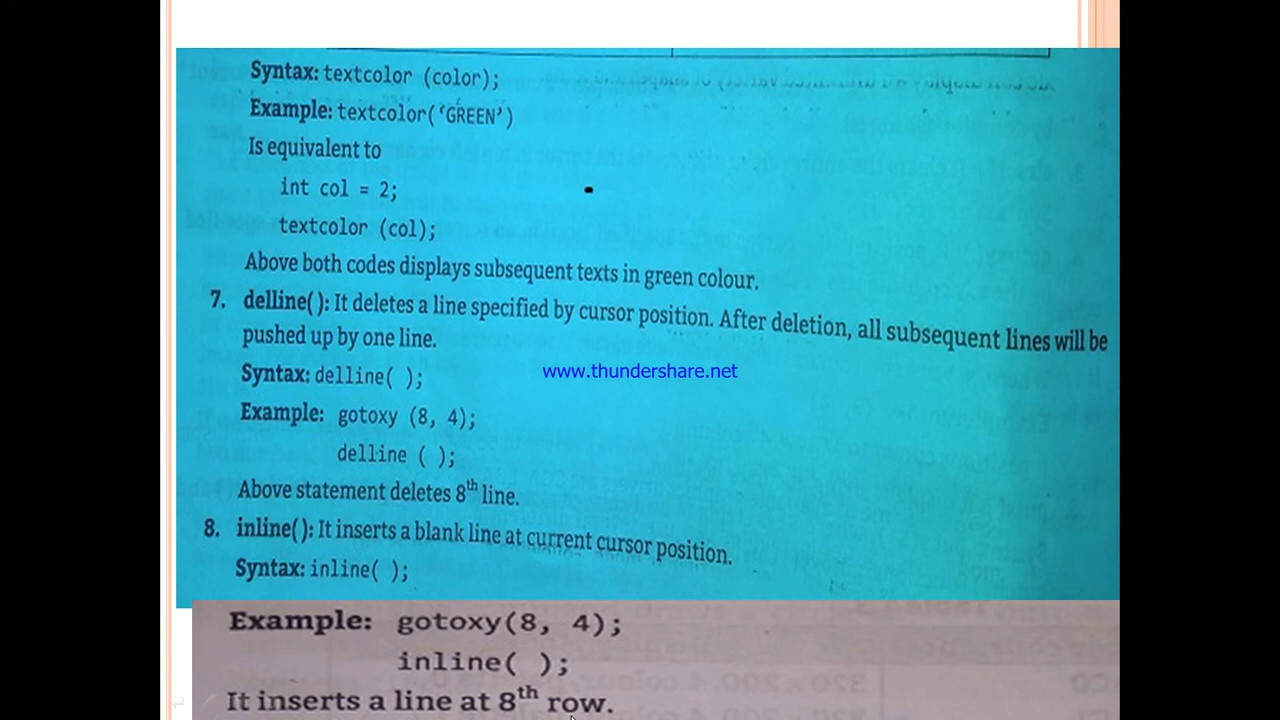 Syntax: textcolor (color);
Example: textcolor(‘GREEN’)
Is equivalent to
int col = 2;
textcolor (col);
Above both codes displays subsequent texts in green colour.
7. delline( ): It deletes a line specified by cursor position. After deletion, all subsequent lines will be
pushed up by one line.
www.thundershare.net
Syntax: delline( );
Example: gotoxy (8, 4);
delline ( );
Above statement deletes 8th line.
8. inline( ): It inserts a blank line at current cursor position.
Syntax: inline( );
Example: gotoxy(8, 4);
inline( );
It inserts a line at 8th row.